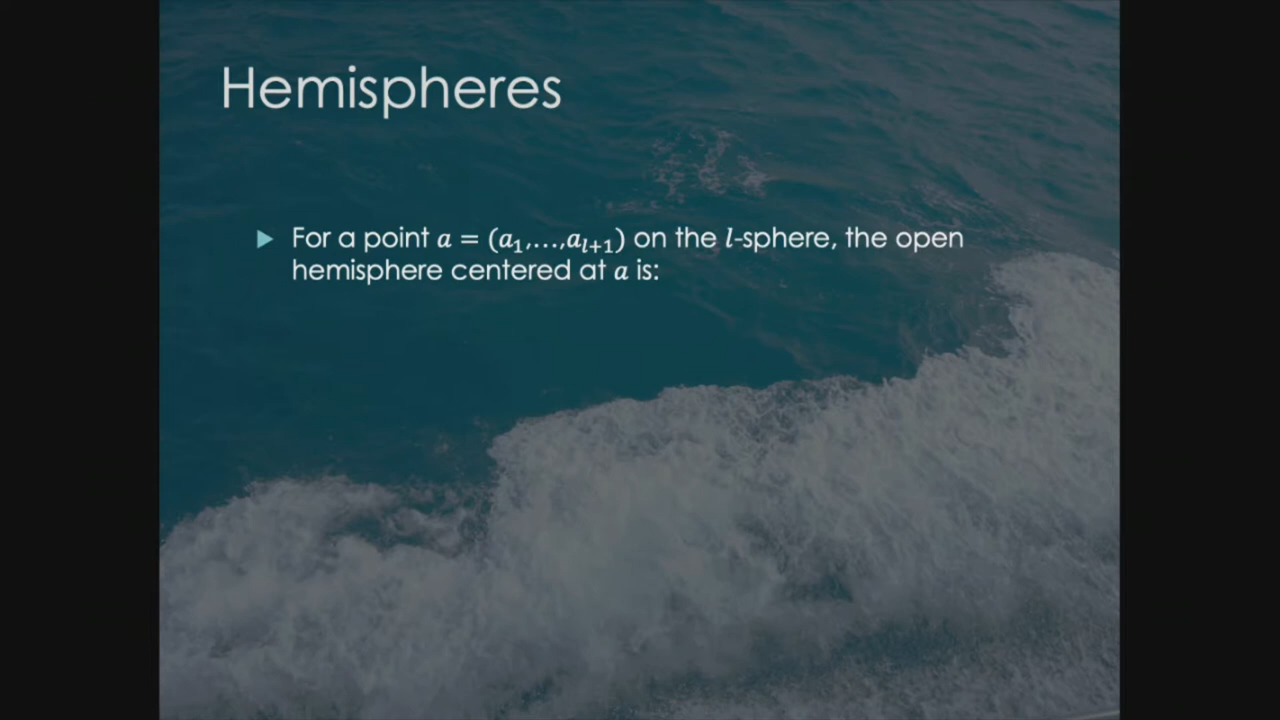 Hemispheres
For a point a = (a₁,…,aₗ₊₁) on the l-sphere, the open
hemisphere centered at a is: